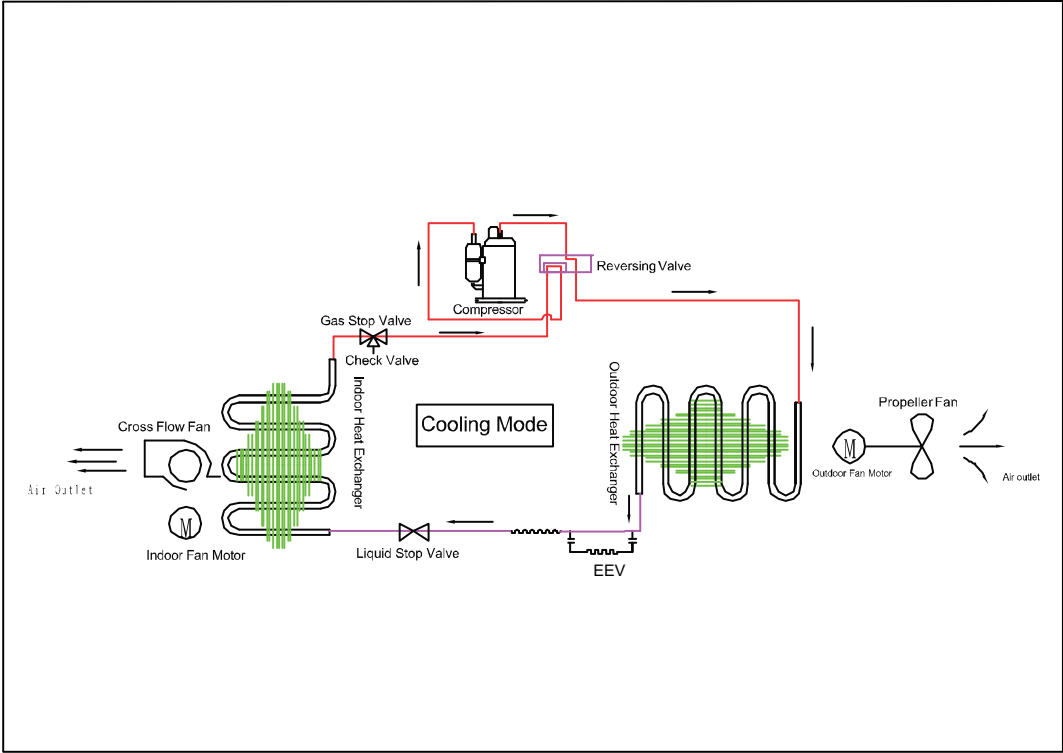 Reversing Valve
Compressor
Gas Stop Valve
Check Valve
Indoor Heat Exchanger
Outdoor Heat Exchanger
Cooling Mode
Propeller Fan
Cross Flow Fan
M
Outdoor Fan Motor
Air outlet
Air Outlet
M
Indoor Fan Motor
Liquid Stop Valve
EEV